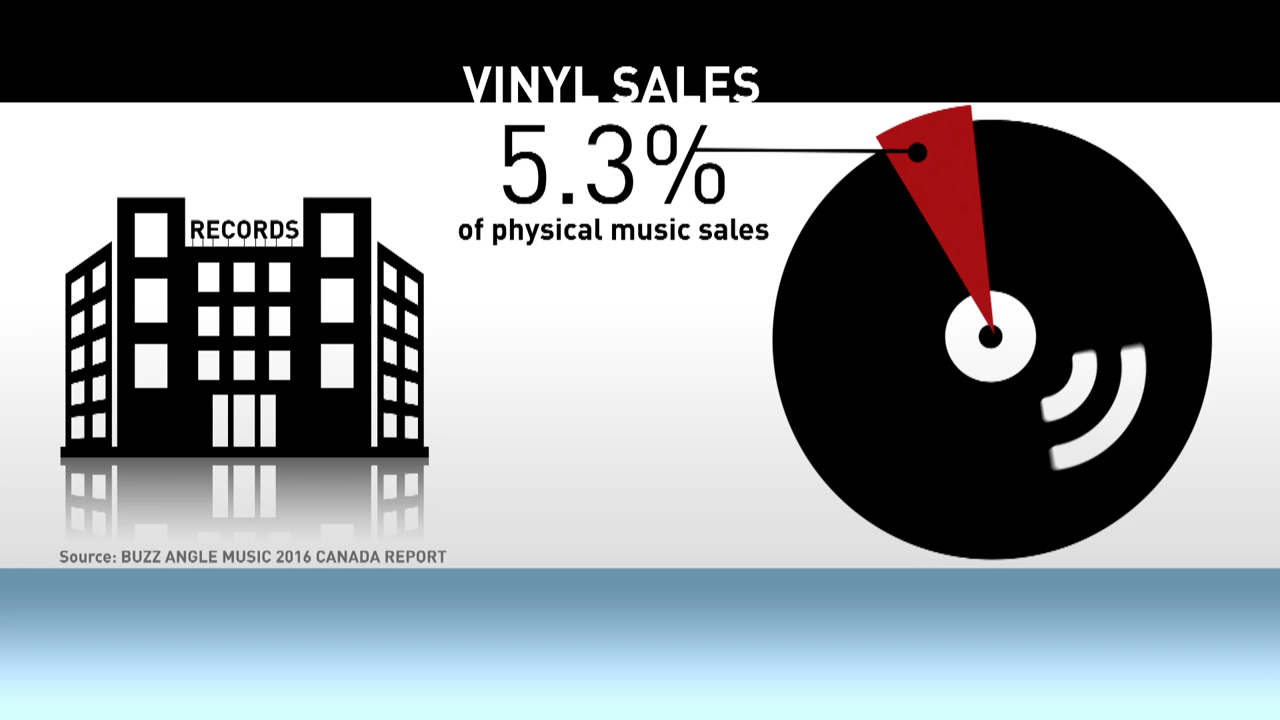 VINYL SALES
5.3%
of physical music sales
RECORDS
Source: BUZZ ANGLE MUSIC 2016 CANADA REPORT